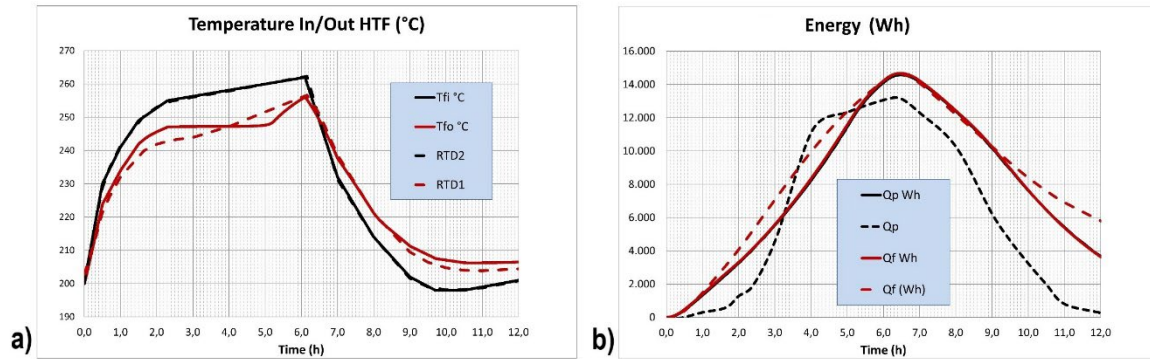 Temperature In/Out HTF (°C)
270
260
250
240
230
220
210
200
190
0,0 1,0 2,0 3,0 4,0 5,0 6,0 7,0 8,0 9,0 10,0 11,0 12,0
Time (h)
Tfi °C
Tfo °C
RTD2
RTD1
a)
Energy (Wh)
16.000
14.000
12.000
10.000
8.000
6.000
4.000
2.000
0
0,0 1,0 2,0 3,0 4,0 5,0 6,0 7,0 8,0 9,0 10,0 11,0 12,0
Time (h)
Qp Wh
Qp
Qf Wh
Qf (Wh)
b)